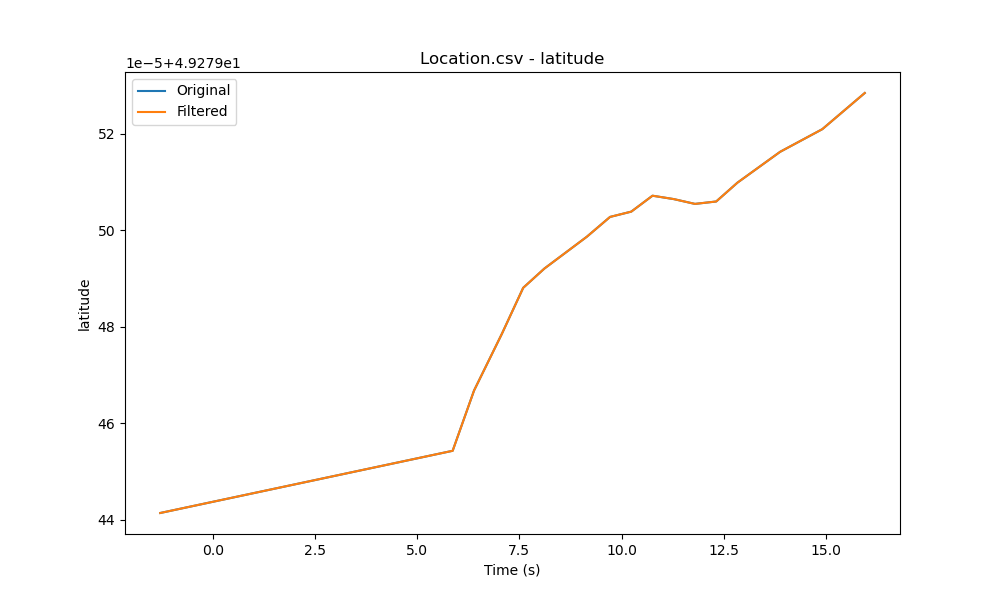 Location.csv - latitude
1e−5+4.9279e1
Original
Filtered
52
50
48
46
44
latitude
0.0 2.5 5.0 7.5 10.0 12.5 15.0
Time (s)